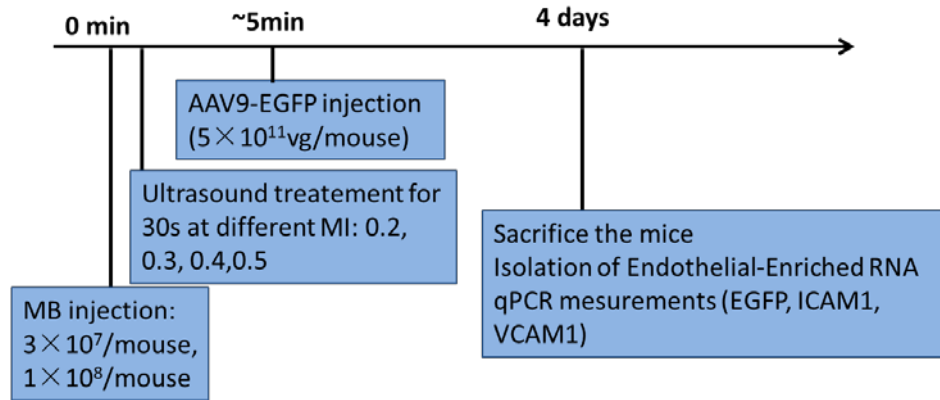 0 min
~5min
4 days
AAV9-EGFP injection
(5×10¹¹vg/mouse)
Ultrasound treatement for
30s at different MI: 0.2,
0.3, 0.4,0.5
MB injection:
3×10⁷/mouse,
1×10⁸/mouse
Sacrifice the mice
Isolation of Endothelial-Enriched RNA
qPCR mesurements (EGFP, ICAM1,
VCAM1)